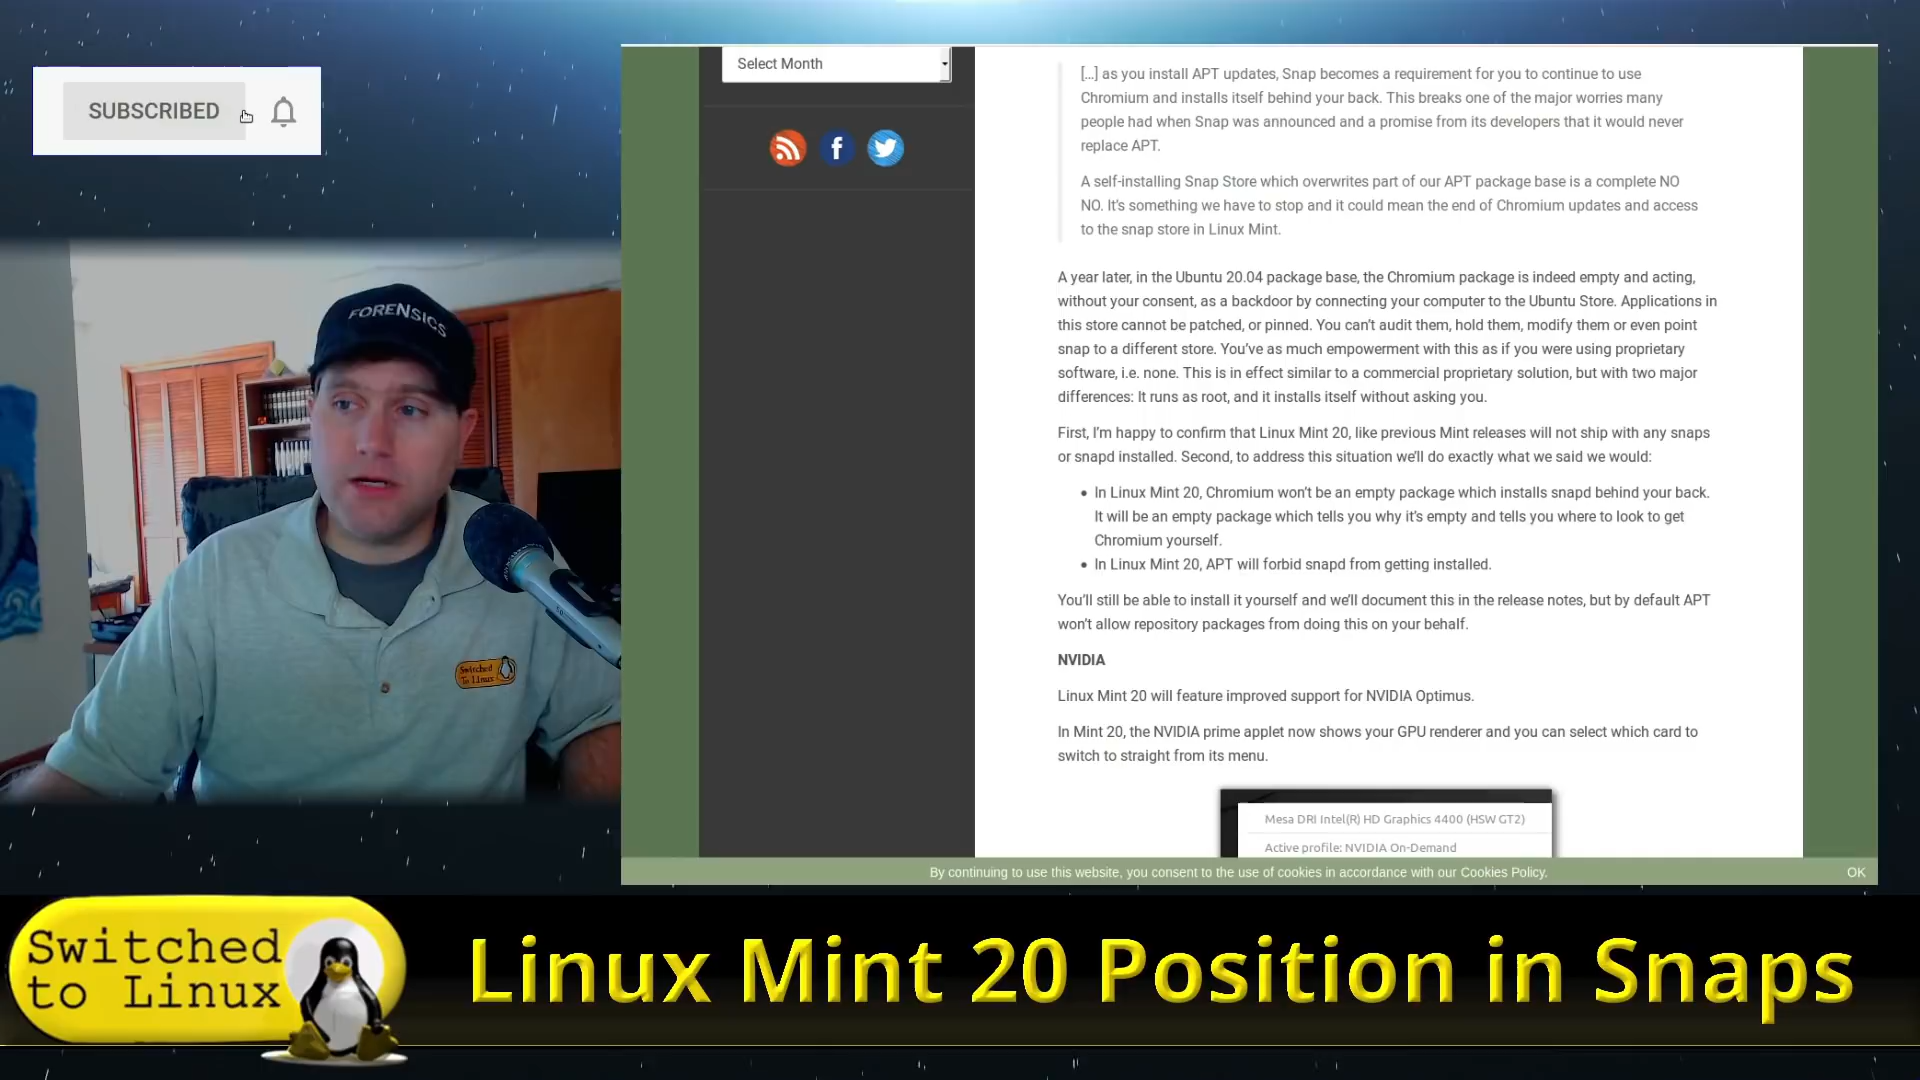 SUBSCRIBED
Select Month
[...] as you install APT updates, Snap becomes a requirement for you to continue to use
Chromium and installs itself behind your back. This breaks one of the major worries many
people had when Snap was announced and a promise from its developers that it would never
replace APT.
A self-installing Snap Store which overwrites part of our APT package base is a complete NO
NO. It's something we have to stop and it could mean the end of Chromium updates and access
to the snap store in Linux Mint.
A year later, in the Ubuntu 20.04 package base, the Chromium package is indeed empty and acting,
without your consent, as a backdoor by connecting your computer to the Ubuntu Store. Applications in
this store cannot be patched, or pinned. You can't audit them, hold them, modify them or even point
snap to a different store. You've as much empowerment with this as if you were using proprietary
software, i.e. none. This is in effect similar to a commercial proprietary solution, but with two major
differences: It runs as root, and it installs itself without asking you.
First, I'm happy to confirm that Linux Mint 20, like previous Mint releases will not ship with any snaps
or snapd installed. Second, to address this situation we'll do exactly what we said we would:
• In Linux Mint 20, Chromium won't be an empty package which installs snapd behind your back.
It will be an empty package which tells you why it's empty and tells you where to look to get
Chromium yourself.
• In Linux Mint 20, APT will forbid snapd from getting installed.
You'll still be able to install it yourself and we'll document this in the release notes, but by default APT
won't allow repository packages from doing this on your behalf.
NVIDIA
Linux Mint 20 will feature improved support for NVIDIA Optimus.
In Mint 20, the NVIDIA prime applet now shows your GPU renderer and you can select which card to
switch to straight from its menu.
Mesa DRI Intel(R) HD Graphics 4400 (HSW GT2)
Active profile: NVIDIA On-Demand
By continuing to use this website, you consent to the use of cookies in accordance with our Cookies Policy.
OK
FORENSICS
Switched
To Linux
Switched
to Linux
Linux Mint 20 Position in Snaps